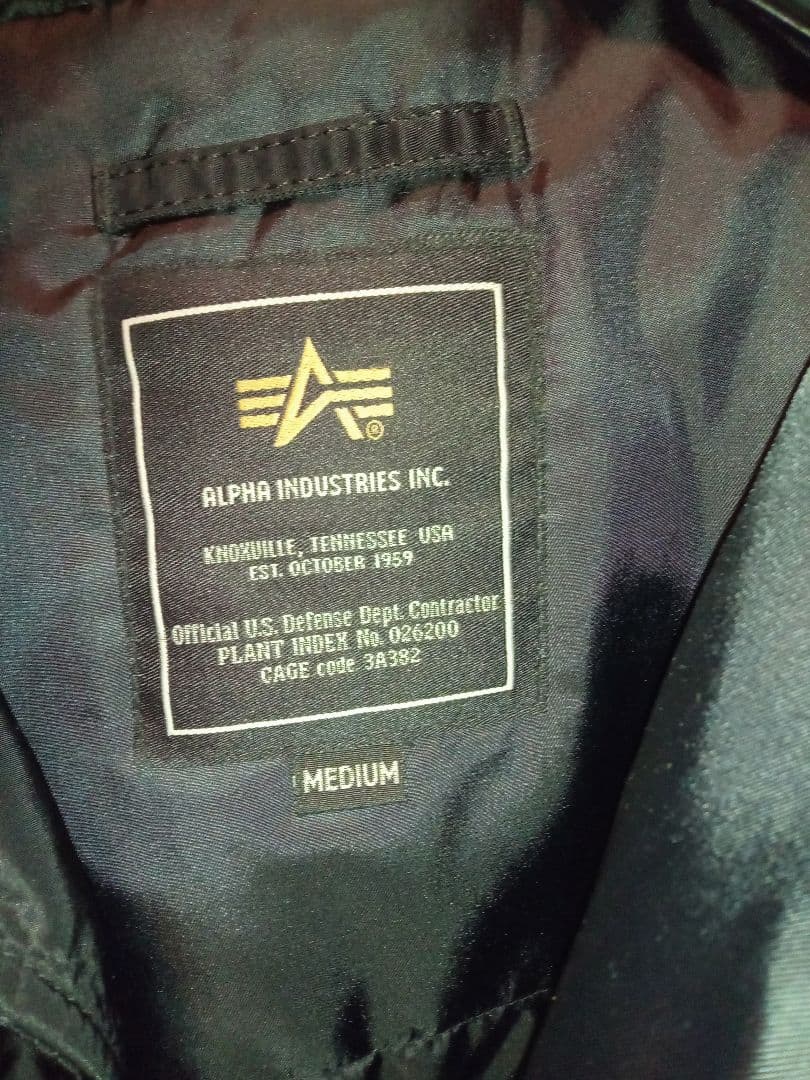 ®
ALPHA INDUSTRIES INC.
KNOXVILLE, TENNESSEE USA
EST. OCTOBER 1959
Official U.S. Defense Dept. Contractor
PLANT INDEX No. 026200
CAGE code 3A382
MEDIUM